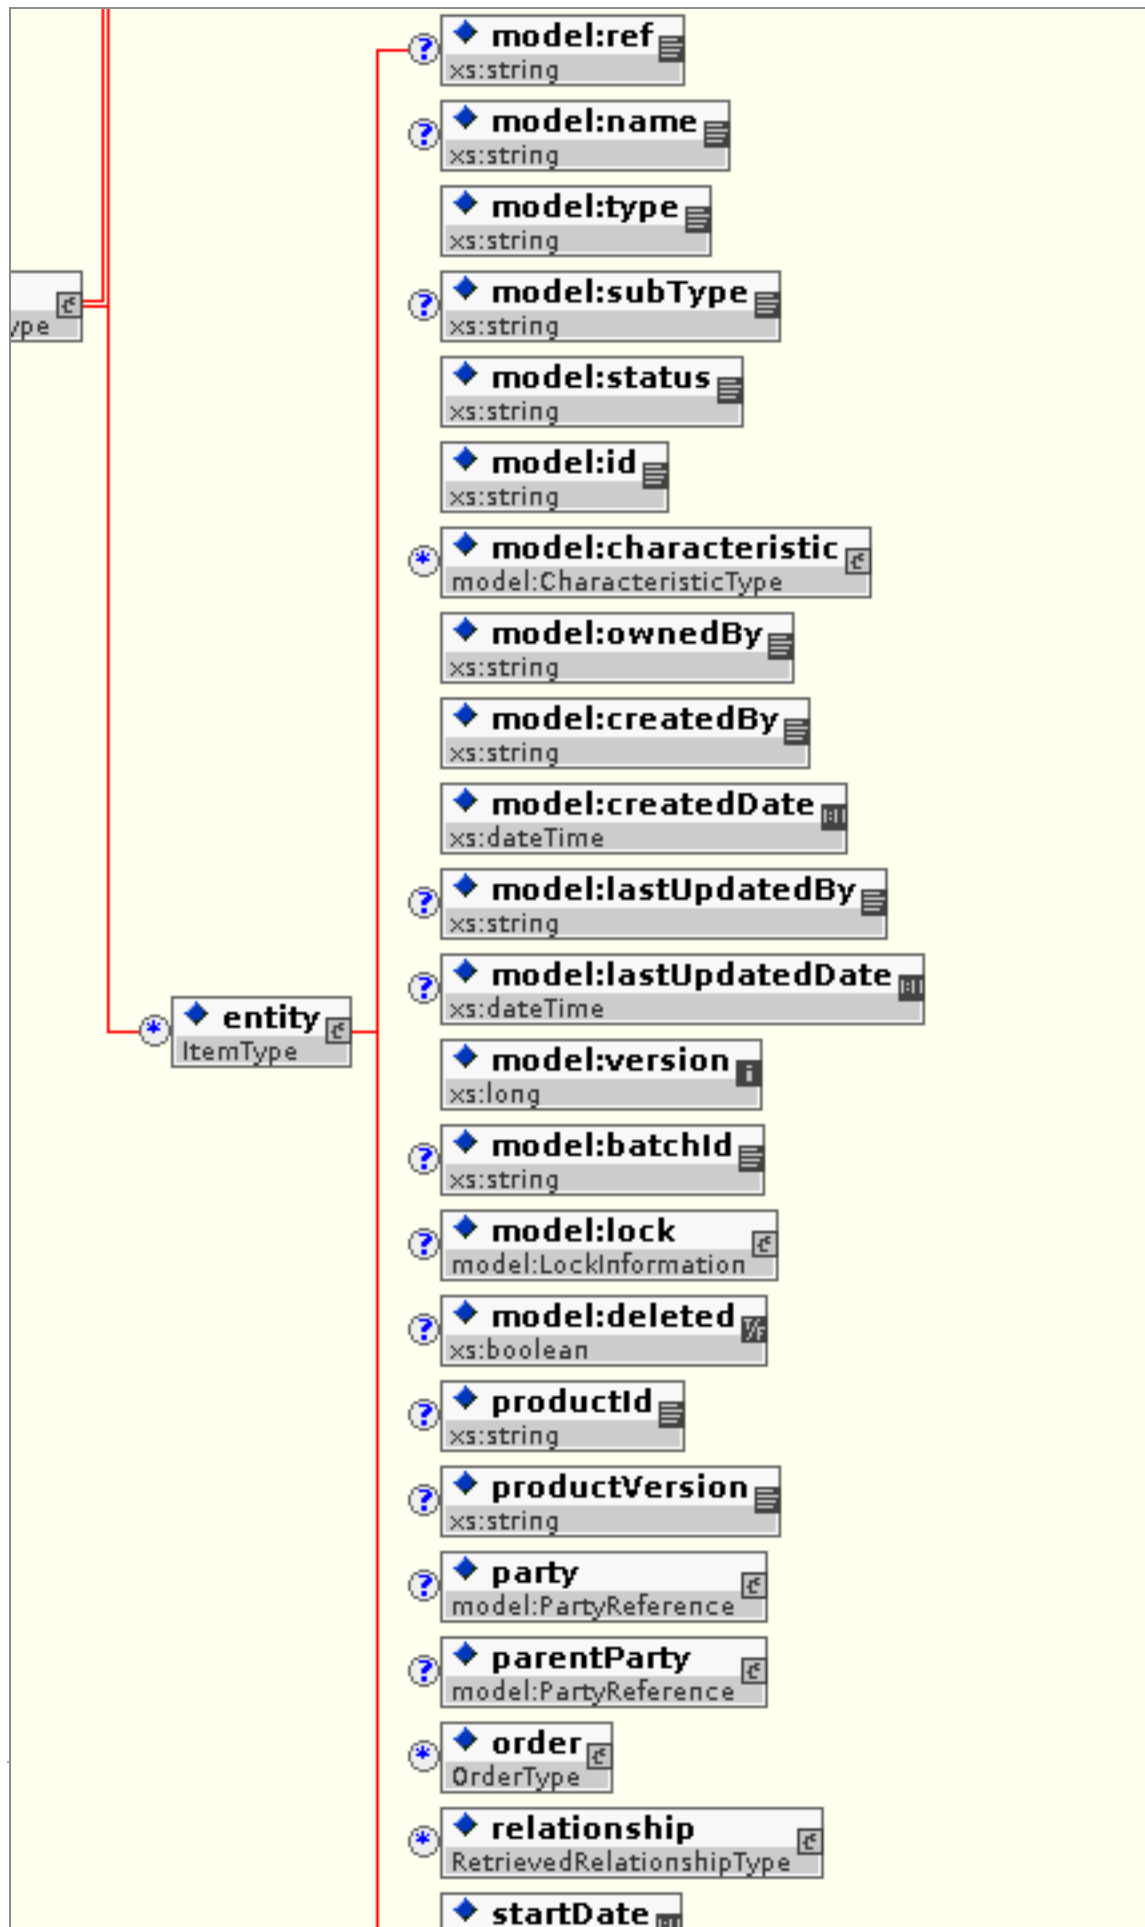 ? model:ref
xs:string
? model:name
xs:string
model:type
xs:string
? model:subType
xs:string
ype
model:status
xs:string
model:id
xs:string
* model:characteristic
model:CharacteristicType
model:ownedBy
xs:string
model:createdBy
xs:string
model:createdDate
xs:dateTime
? model:lastUpdatedBy
xs:string
? model:lastUpdatedDate
xs:dateTime
* entity
ItemType
model:version
xs:long
? model:batchId
xs:string
? model:lock
model:LockInformation
? model:deleted
xs:boolean
? productId
xs:string
? productVersion
xs:string
? party
model:PartyReference
? parentParty
model:PartyReference
* order
OrderType
* relationship
RetrievedRelationshipType
startDate